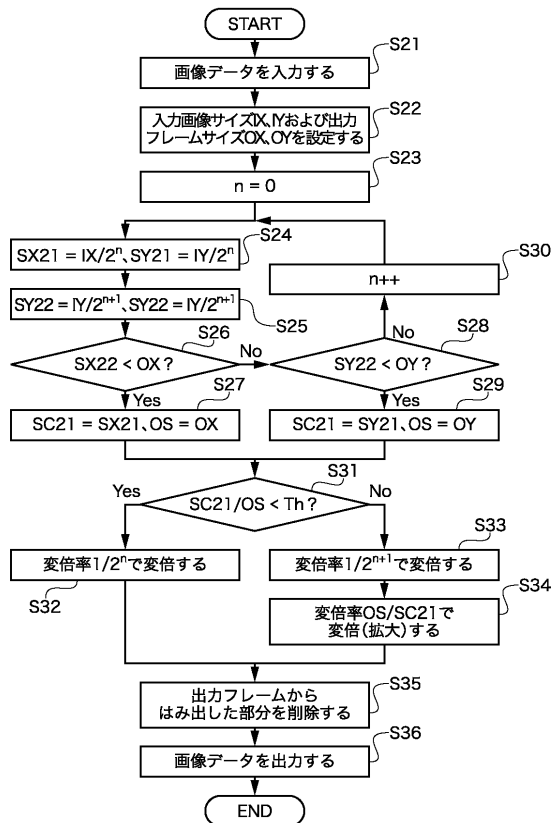 START
S21
画像データを入力する
S22
入力画像サイズIX、IYおよび出力
フレームサイズOX、OYを設定する
S23
n = 0
S24
SX21 = IX/2ⁿ、SY21 = IY/2ⁿ
S30
n++
S25
SY22 = IY/2ⁿ⁺¹、SY22 = IY/2ⁿ⁺¹
S26
SX22 < OX?
No
Yes
S28
SY22 < OY?
No
Yes
S27
SC21 = SX21、OS = OX
S29
SC21 = SY21、OS = OY
S31
SC21/OS < Th?
Yes
No
変倍率1/2ⁿで変倍する
S32
S33
変倍率1/2ⁿ⁺¹で変倍する
S34
変倍率OS/SC21で
変倍(拡大)する
S35
出力フレームから
はみ出した部分を削除する
S36
画像データを出力する
END